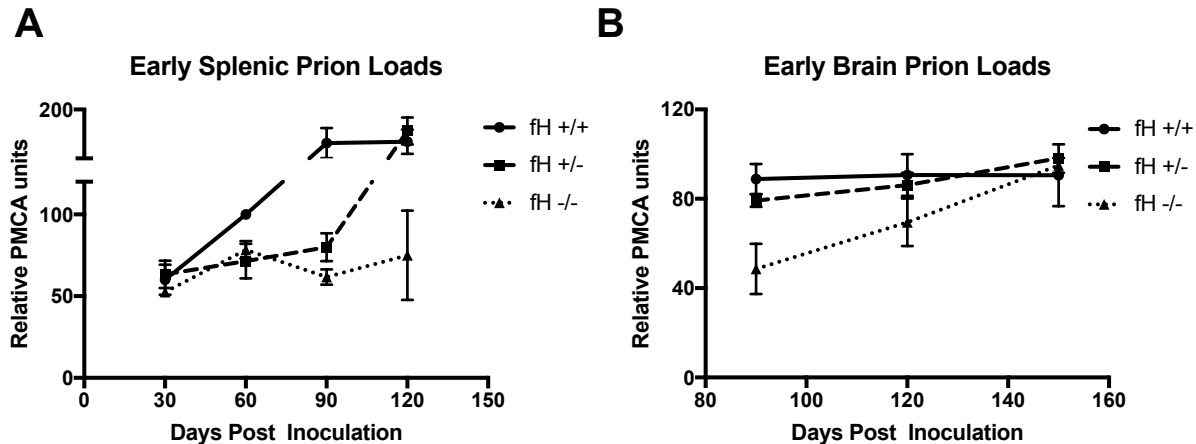 A
Early Splenic Prion Loads
Relative PMCA units
200
100
50
0
0
30
60
90
120
150
Days Post Inoculation
fH +/+
fH +/-
fH -/-
B
Early Brain Prion Loads
Relative PMCA units
120
80
40
0
80
100
120
140
160
Days Post Inoculation
fH +/+
fH +/-
fH -/-